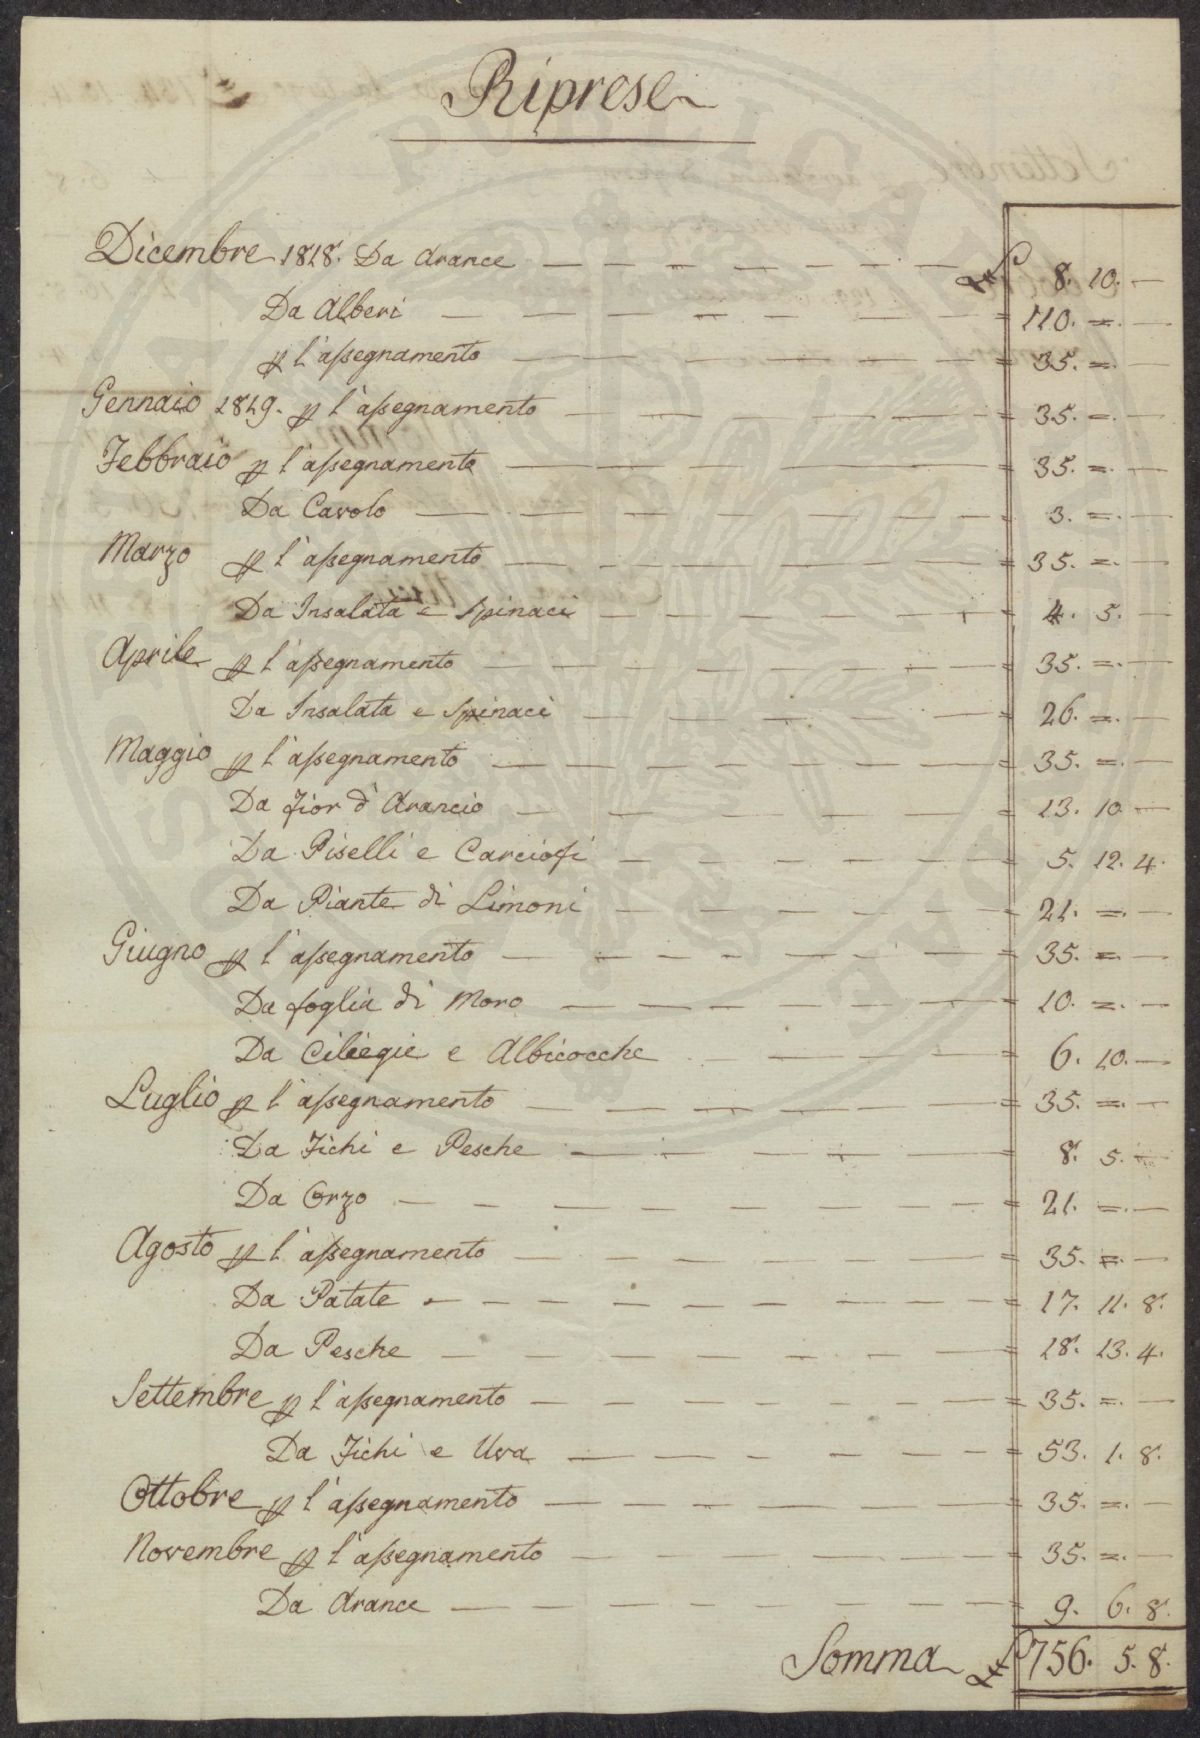 Riprese
Dicembre 1818. Da Arance — £ 8. 10. —
Da Alberi — = 110. =. —
p l'assegnamento — = 35. =. —
Gennaio 1819. p l'assegnamento — = 35. =. —
Febbraio p l'assegnamento — = 35. =. —
Da Cavolo — = 3. =. —
Marzo p l'assegnamento — = 35. =. —
Da Insalata e Spinaci — = 4. 5. —
Aprile p l'assegnamento — = 35. =. —
Da Insalata e Spinaci — = 26. =. —
Maggio p l'assegnamento — = 35. =. —
Da fior d'Arancio — = 13. 10 —
Da Piselli e Carciofi — = 5. 12. 4.
Da Piante di Limoni — = 21. =. —
Giugno p l'assegnamento — = 35. =. —
Da foglia di Moro — = 10. =. —
Da Ciliegie e Albicocche — 6. 10. —
Luglio p l'assegnamento — = 35. =. —
Da Fichi e Pesche — = 8. 5. —
Da Orzo — = 21. =. —
Agosto p l'assegnamento — = 35. =. —
Da Patate — = 17. 11. 8.
Da Pesche — = 18. 13. 4.
Settembre p l'assegnamento — = 35. =. —
Da Fichi e Uva — = 53. 1. 8.
Ottobre p l'assegnamento — = 35. =. —
Novembre p l'assegnamento — = 35. =. —
Da Arance — = 9. 6. 8.
Somma £ 756. 5. 8.